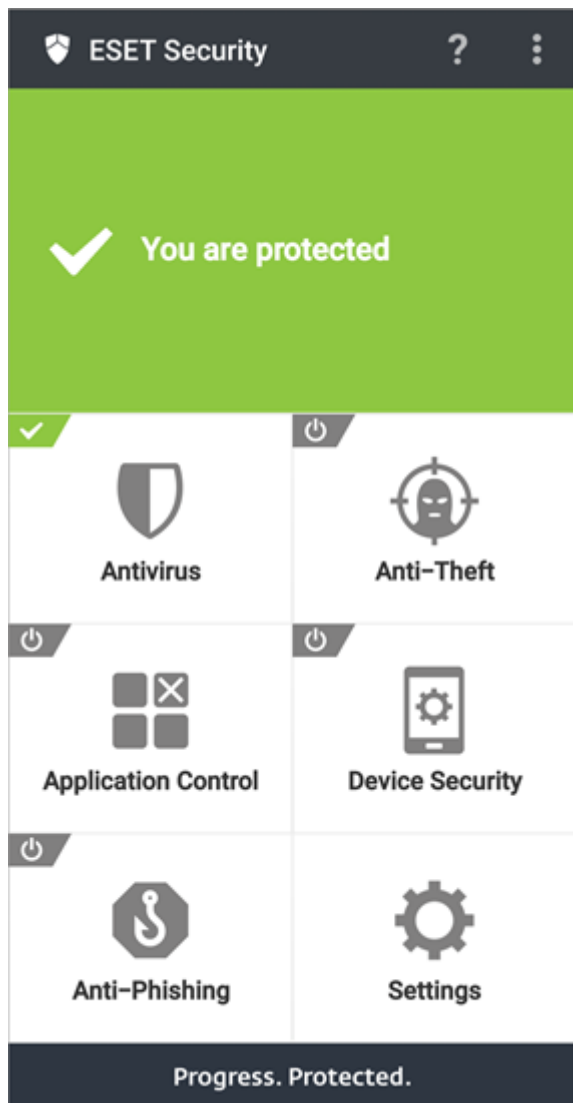 ESET Security
?
You are protected
Antivirus
Anti-Theft
Application Control
Device Security
Anti-Phishing
Settings
Progress. Protected.